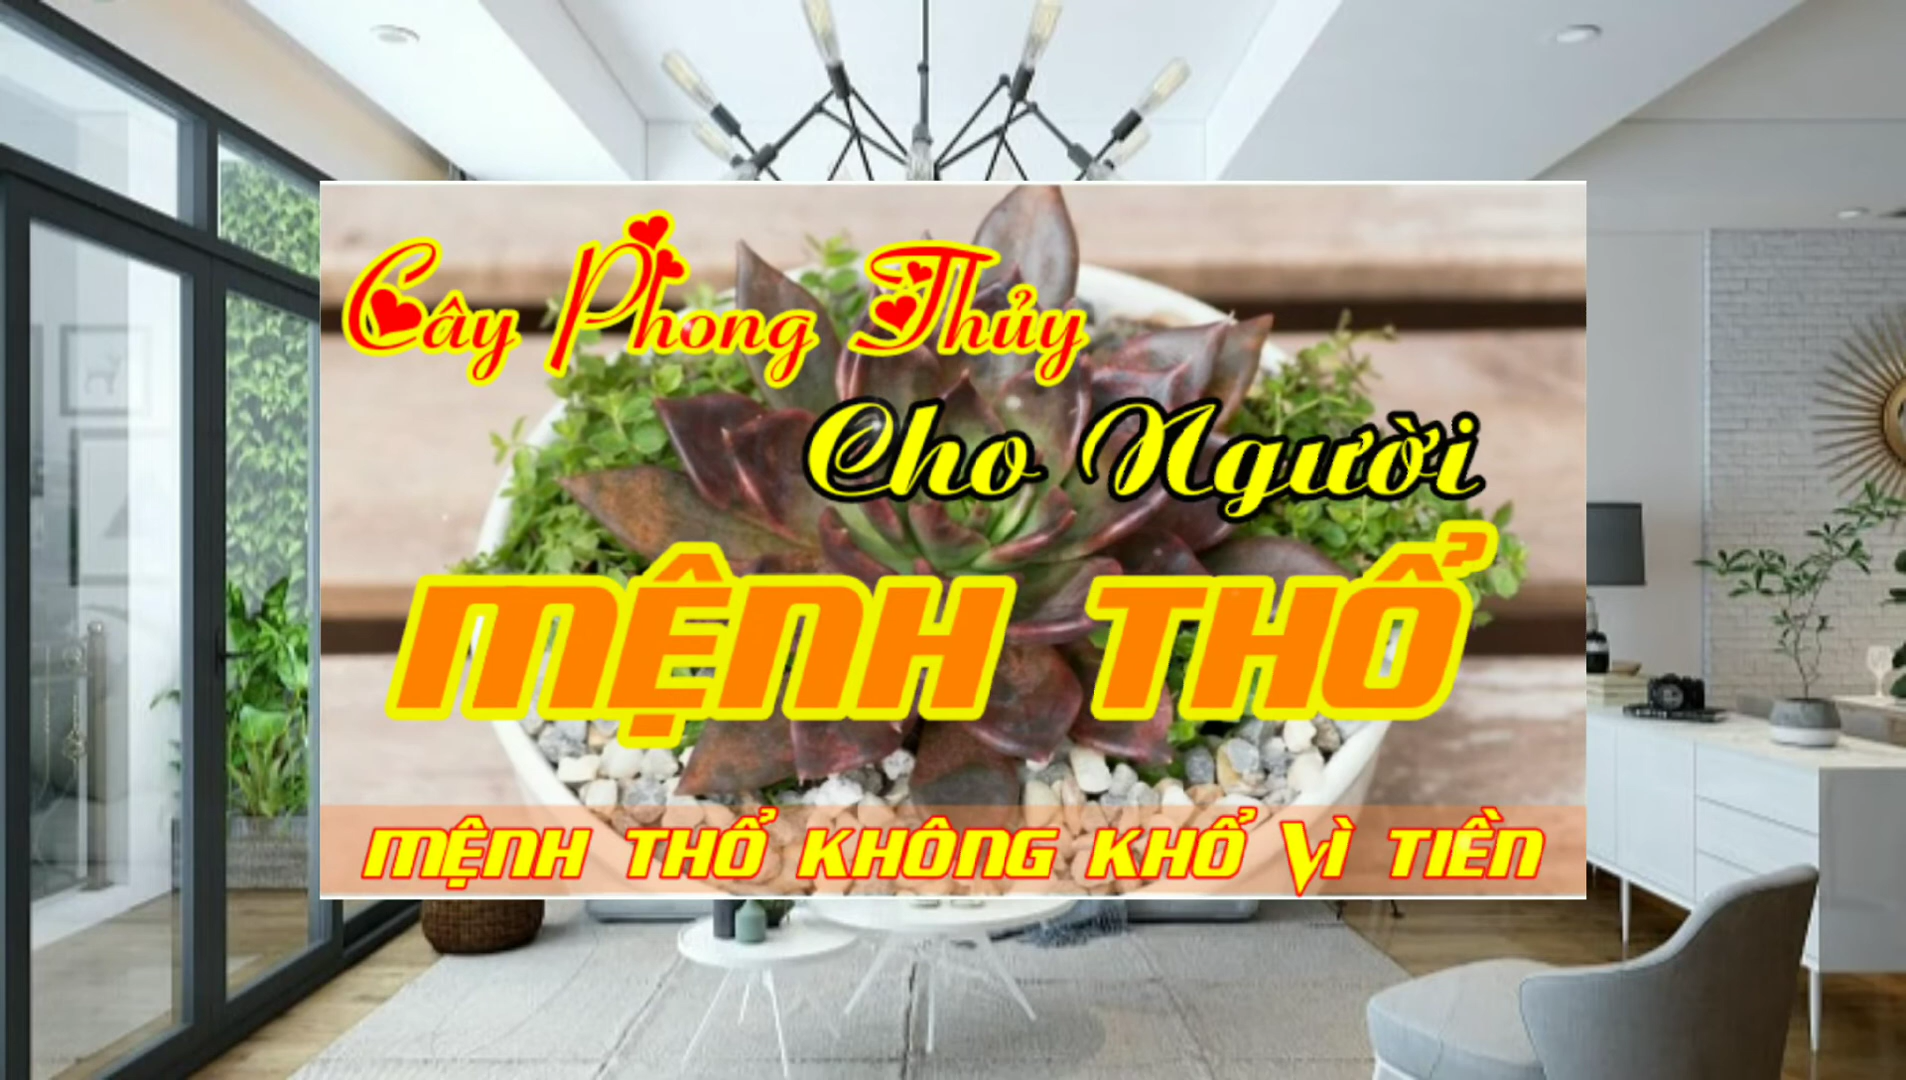 Cây Phong Thủy
Cho Người
MỆNH THỔ
MỆNH THỔ KHÔNG KHỔ VÌ TIỀN